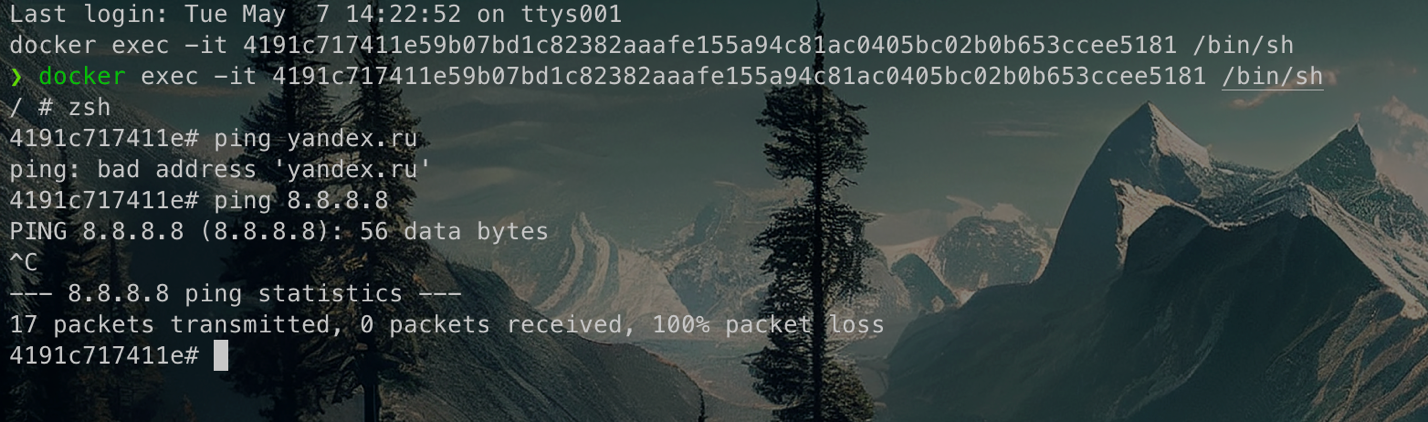 Last login: Tue May  7 14:22:52 on ttys001
docker exec -it 4191c717411e59b07bd1c82382aaafe155a94c81ac0405bc02b0b653ccee5181 /bin/sh
❯ docker exec -it 4191c717411e59b07bd1c82382aaafe155a94c81ac0405bc02b0b653ccee5181 /bin/sh
/ # zsh
4191c717411e# ping yandex.ru
ping: bad address 'yandex.ru'
4191c717411e# ping 8.8.8.8
PING 8.8.8.8 (8.8.8.8): 56 data bytes
^C
--- 8.8.8.8 ping statistics ---
17 packets transmitted, 0 packets received, 100% packet loss
4191c717411e#